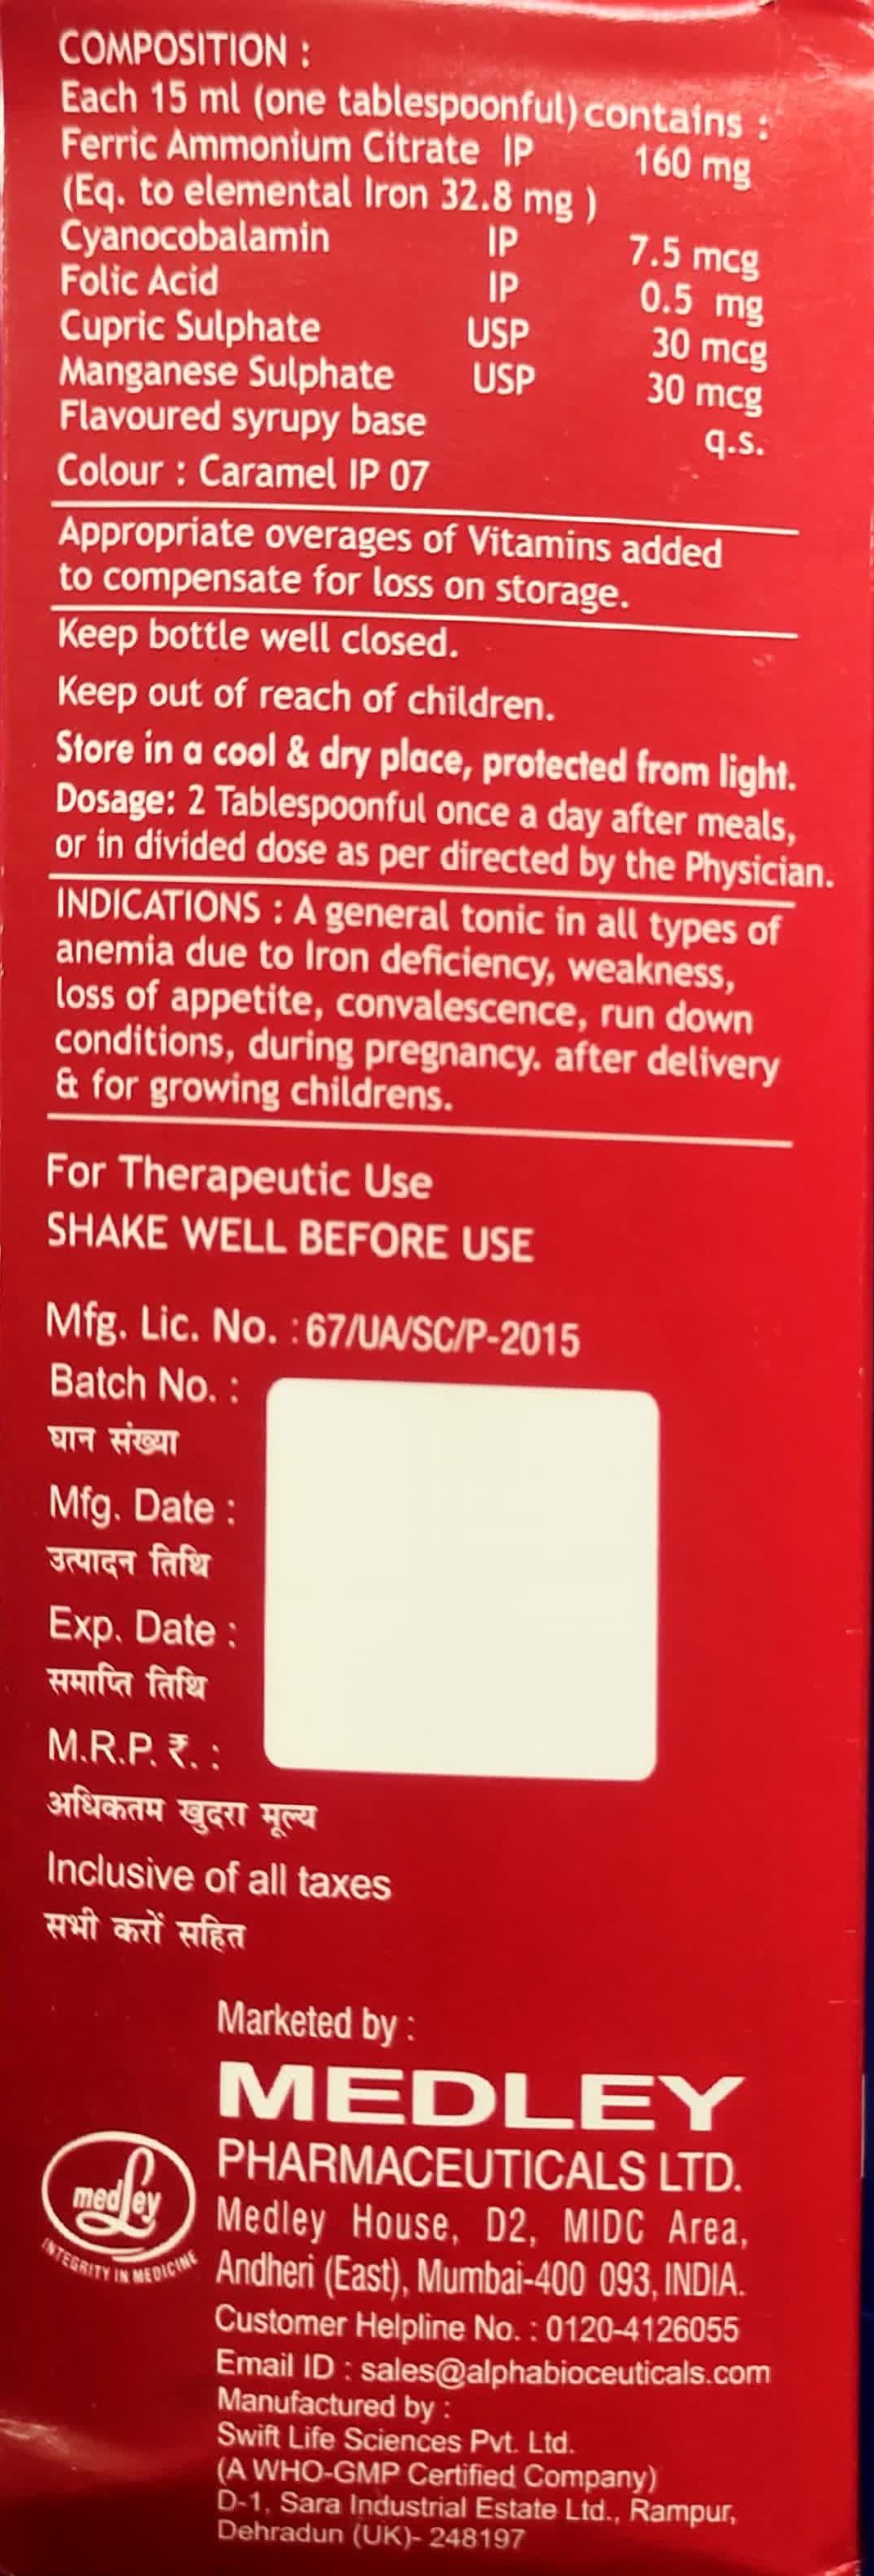 COMPOSITION :
Each 15 ml (one tablespoonful) contains :
Ferric Ammonium Citrate IP 160 mg
(Eq. to elemental Iron 32.8 mg )
Cyanocobalamin IP 7.5 mcg
Folic Acid IP 0.5 mg
Cupric Sulphate USP 30 mcg
Manganese Sulphate USP 30 mcg
Flavoured syrupy base q.s.
Colour : Caramel IP 07
Appropriate overages of Vitamins added
to compensate for loss on storage.
Keep bottle well closed.
Keep out of reach of children.
Store in a cool & dry place, protected from light.
Dosage: 2 Tablespoonful once a day after meals,
or in divided dose as per directed by the Physician.
INDICATIONS : A general tonic in all types of
anemia due to Iron deficiency, weakness,
loss of appetite, convalescence, run down
conditions, during pregnancy. after delivery
& for growing childrens.
For Therapeutic Use
SHAKE WELL BEFORE USE
Mfg. Lic. No. : 67/UA/SC/P-2015
Batch No. :
घान संख्या
Mfg. Date :
उत्पादन तिथि
Exp. Date :
समाप्ति तिथि
M.R.P. ₹. :
अधिकतम खुदरा मूल्य
Inclusive of all taxes
सभी करों सहित
Marketed by :
MEDLEY
PHARMACEUTICALS LTD.
medley
INTEGRITY IN MEDICINE
Medley House, D2, MIDC Area,
Andheri (East), Mumbai-400 093, INDIA.
Customer Helpline No. : 0120-4126055
Email ID : sales@alphabioceuticals.com
Manufactured by :
Swift Life Sciences Pvt. Ltd.
(A WHO-GMP Certified Company)
D-1, Sara Industrial Estate Ltd., Rampur,
Dehradun (UK)- 248197